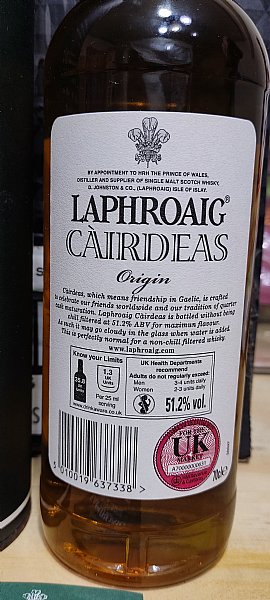 BY APPOINTMENT TO HRH THE PRINCE OF WALES,
DISTILLER AND SUPPLIER OF SINGLE MALT SCOTCH WHISKY,
D. JOHNSTON & CO., (LAPHROAIG) ISLE OF ISLAY.
LAPHROAIG®
CÀIRDEAS
Origin
Càirdeas, which means friendship in Gaelic, is crafted
to celebrate our friends worldwide and our tradition of quarter
cask maturation. Laphroaig Càirdeas is bottled without being
chill filtered at 51.2% ABV for maximum flavour.
As such it may go cloudy in the glass when water is added.
This is perfectly normal for a non-chill filtered whisky.
www.laphroaig.com
Know your Limits
1.3
UK
Units
Per 25 ml
serving
www.drinkaware.co.uk
UK Health Departments
recommend
Adults do not regularly exceed:
Men 3-4 units daily
Women 2-3 units daily
51.2% vol.
FOR THE
UK
MARKET
70cl e
5 010019 637338 >